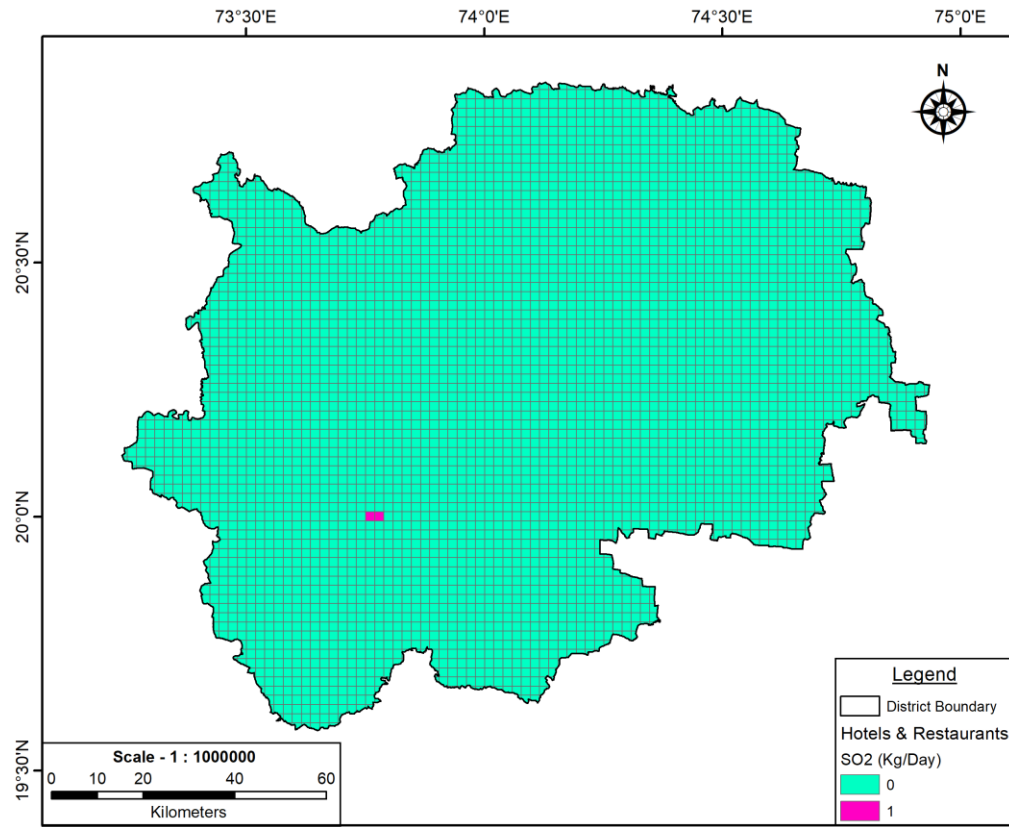 73°30'E 74°0'E 74°30'E 75°0'E
N
20°30'N
20°0'N
19°30'N
Scale - 1 : 1000000
0 10 20 40 60
Kilometers
Legend
District Boundary
Hotels & Restaurants
SO2 (Kg/Day)
0
1